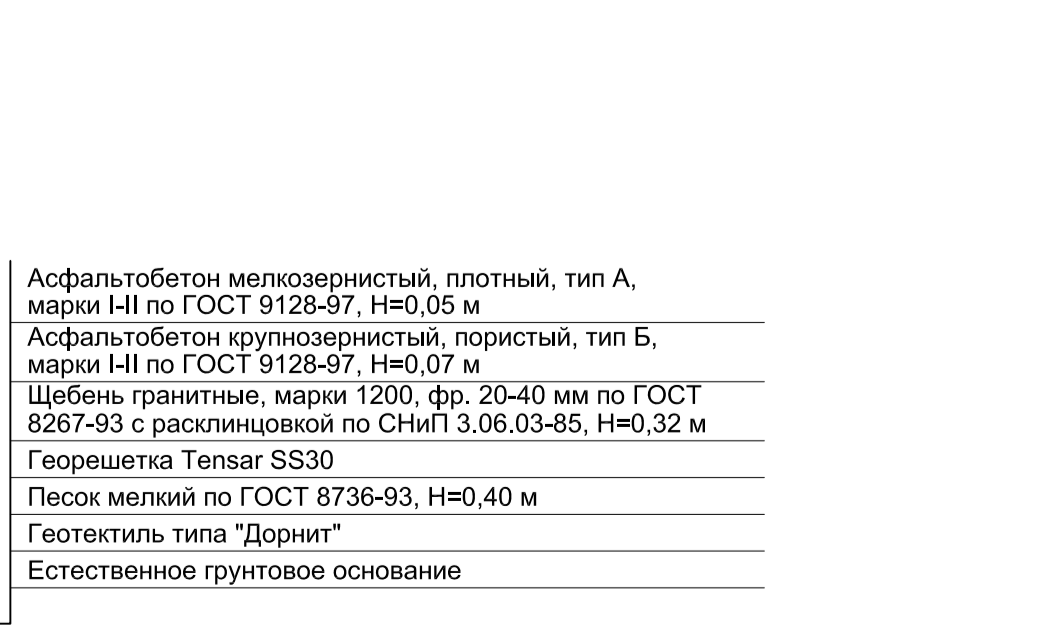 Асфальтобетон мелкозернистый, плотный, тип А,
марки I-II по ГОСТ 9128-97, Н=0,05 м
Асфальтобетон крупнозернистый, пористый, тип Б,
марки I-II по ГОСТ 9128-97, Н=0,07 м
Щебень гранитные, марки 1200, фр. 20-40 мм по ГОСТ
8267-93 с расклинцовкой по СНиП 3.06.03-85, Н=0,32 м
Георешетка Tensar SS30
Песок мелкий по ГОСТ 8736-93, Н=0,40 м
Геотектиль типа "Дорнит"
Естественное грунтовое основание